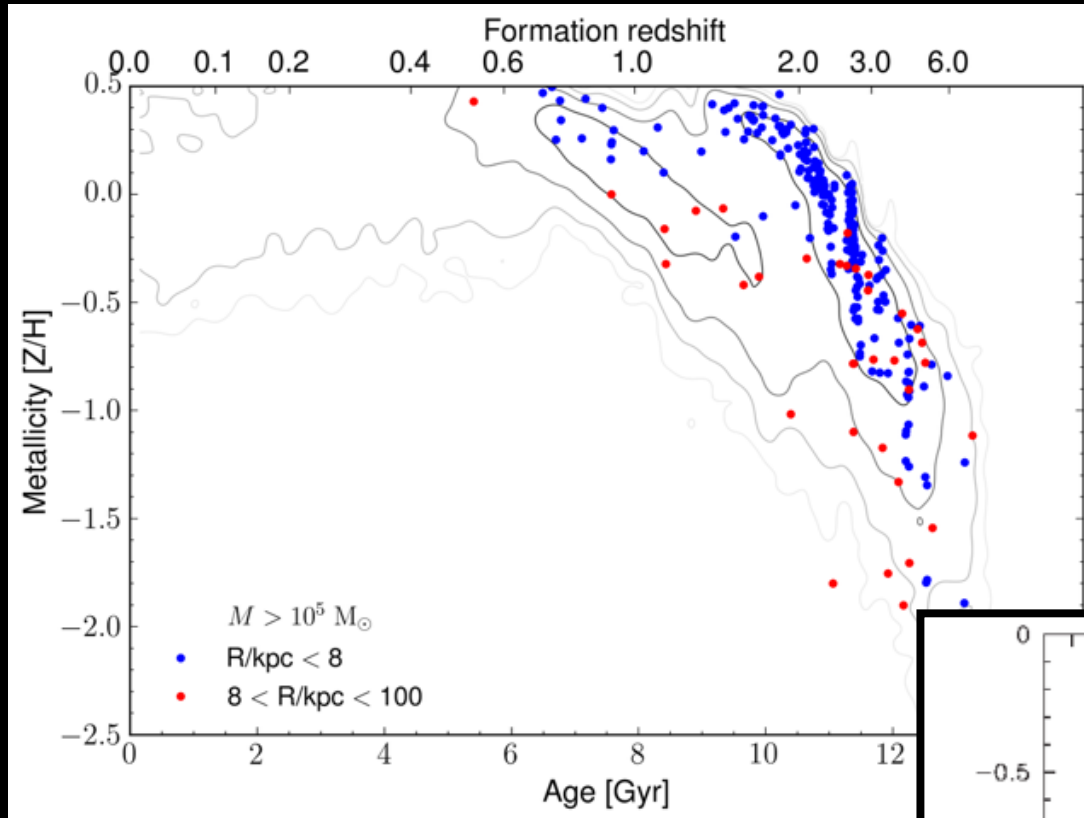 Formation redshift
0.0 0.1 0.2 0.4 0.6 1.0 2.0 3.0 6.0
0.5
0.0
−0.5
−1.0
−1.5
−2.0
−2.5
Metallicity [Z/H]
M > 10⁵ M☉
R/kpc < 8
8 < R/kpc < 100
0 2 4 6 8 10 12
Age [Gyr]
0
−0.5